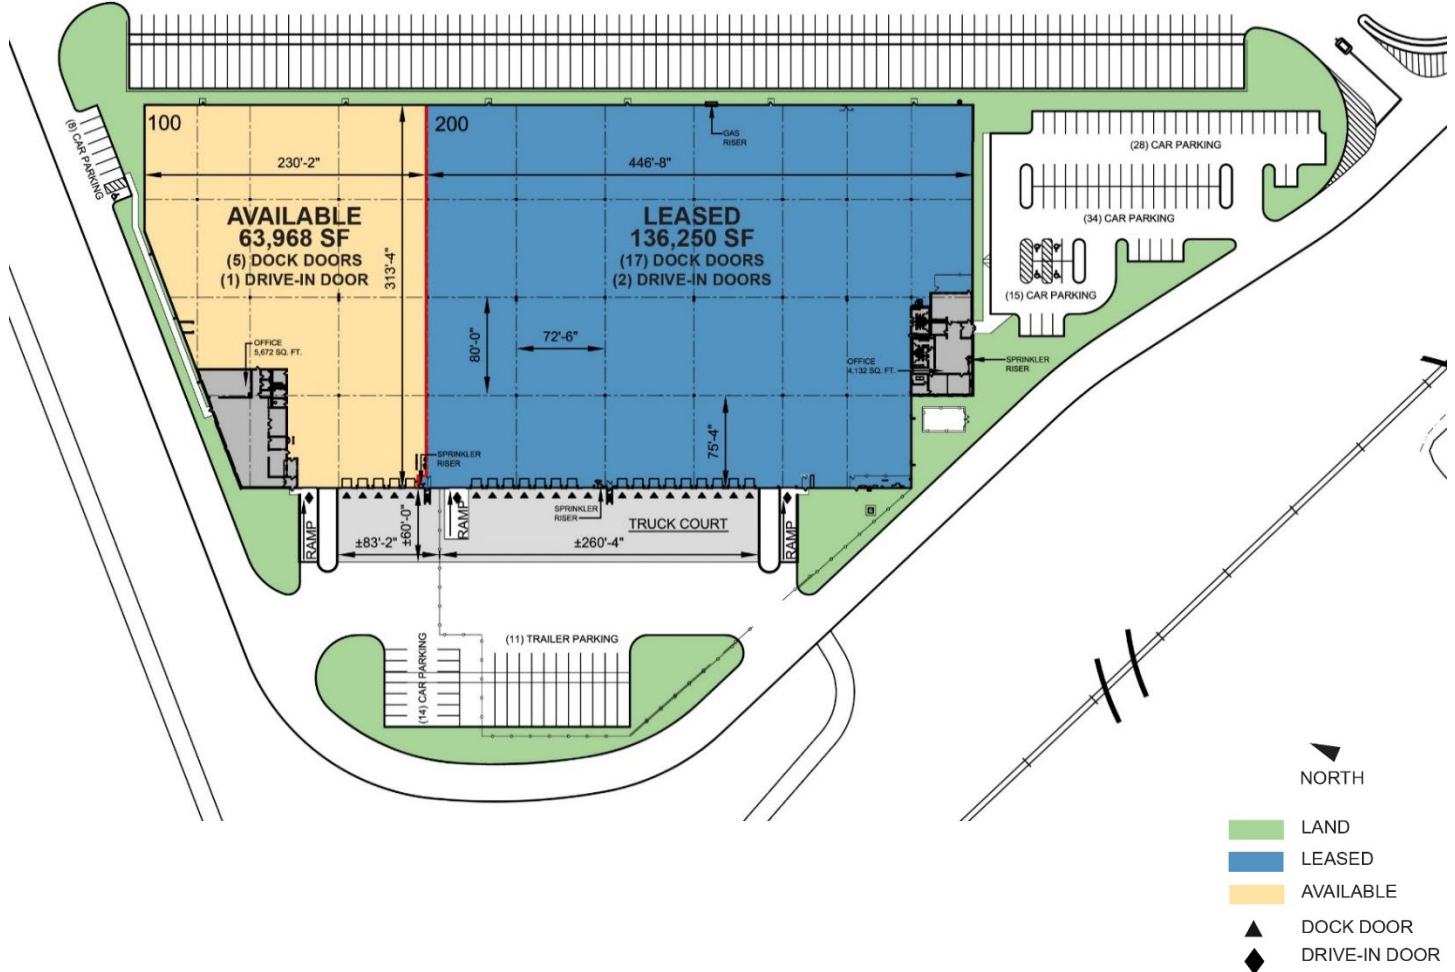 100
200
GAS
RISER
(8) CAR PARKING
(28) CAR PARKING
230'-2"
446'-8"
AVAILABLE
63,968 SF
(5) DOCK DOORS
(1) DRIVE-IN DOOR
313'-4"
LEASED
136,250 SF
(17) DOCK DOORS
(2) DRIVE-IN DOORS
(34) CAR PARKING
(15) CAR PARKING
80'-0"
72'-6"
OFFICE
5,672 SQ. FT.
OFFICE
4,132 SQ. FT.
SPRINKLER
RISER
75'-4"
SPRINKLER
RISER
RAMP
±83'-2"
±60'-0"
RAMP
SPRINKLER
RISER
TRUCK COURT
±260'-4"
RAMP
(14) CAR PARKING
(11) TRAILER PARKING
NORTH
LAND
LEASED
AVAILABLE
DOCK DOOR
DRIVE-IN DOOR